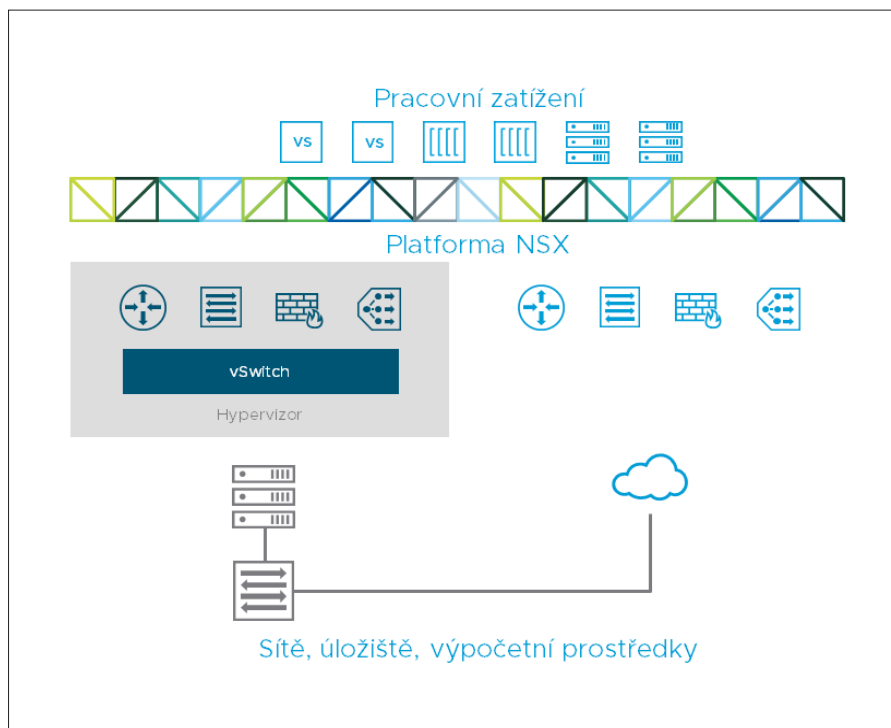 Pracovní zatížení
VS
VS
Platforma NSX
vSwitch
Hypervizor
Sítě, úložiště, výpočetní prostředky